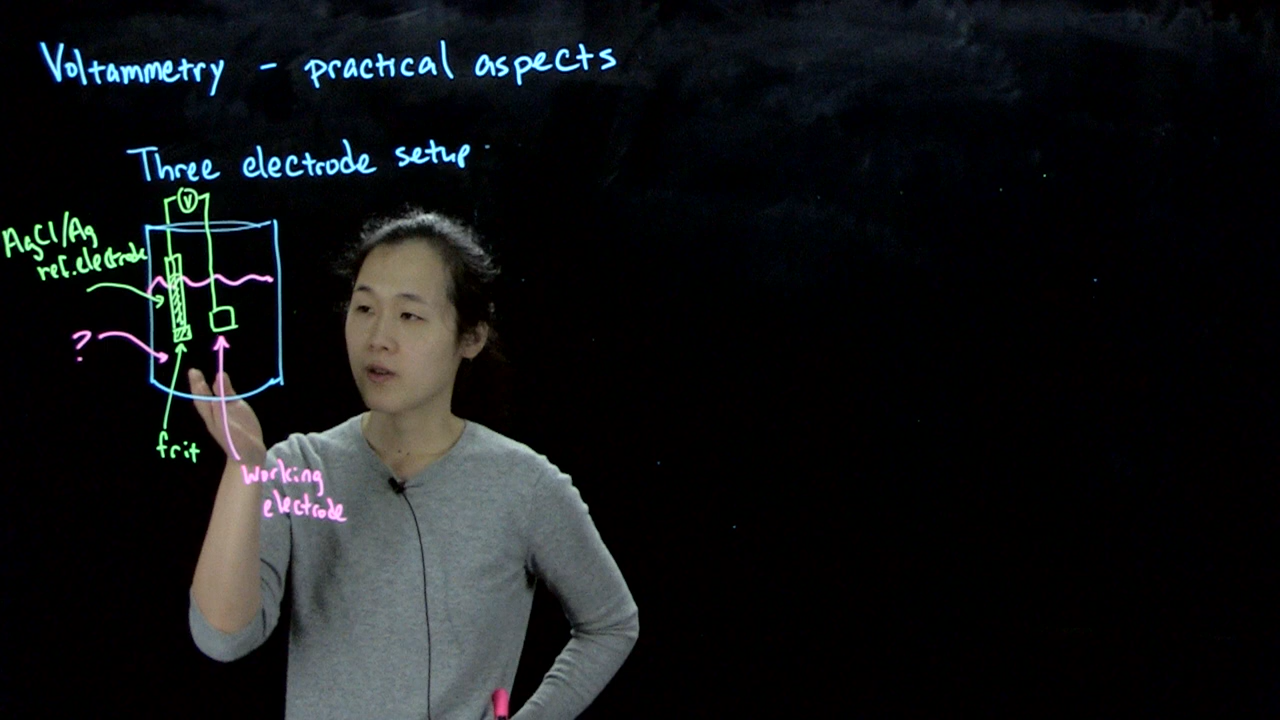 Voltammetry - practical aspects
Three electrode setup
V
AgCl/Ag
ref. electrode
?
frit
Working
electrode